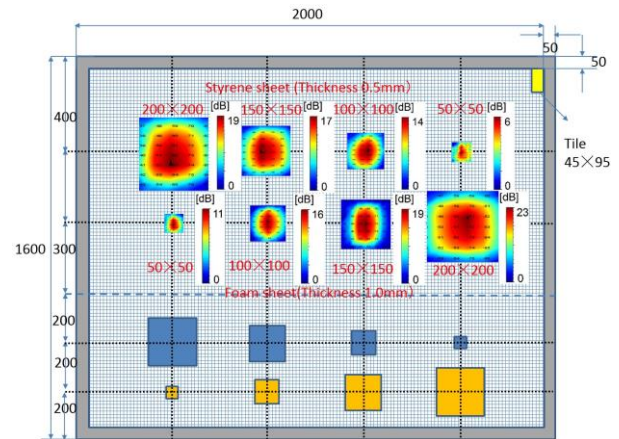 2000
50
50
Styrene sheet (Thickness 0.5mm)
200×200 [dB] 150×150 [dB] 100×100 [dB] 50×50 [dB]
19 17 14 6
400
0 0 0 0
Tile
45×95
[dB] [dB] [dB] [dB]
11 16 19 23
1600
300
50×50 100×100 150×150 200×200
0 0 0 0
Foam sheet(Thickness 1.0mm)
200
200
200